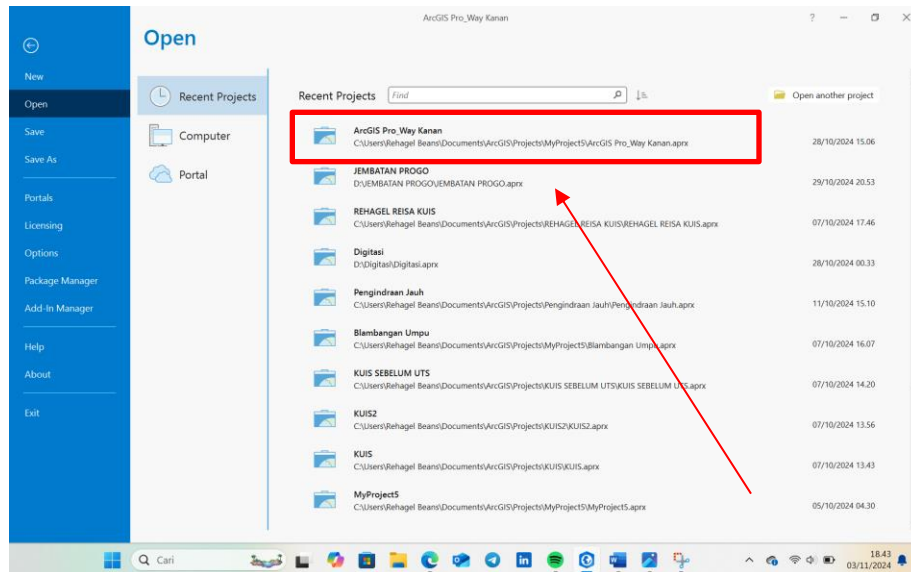 ArcGIS Pro_Way Kanan
?
Open
New
Open
Save
Save As
Portals
Licensing
Options
Package Manager
Add-In Manager
Help
About
Exit
Recent Projects
Computer
Portal
Recent Projects
Find
Open another project
ArcGIS Pro_Way Kanan
C:\Users\Rehagel Beans\Documents\ArcGIS\Projects\MyProject5\ArcGIS Pro_Way Kanan.aprx
28/10/2024 15.06
JEMBATAN PROGO
D:\JEMBATAN PROGO\JEMBATAN PROGO.aprx
29/10/2024 20.53
REHAGEL REISA KUIS
C:\Users\Rehagel Beans\Documents\ArcGIS\Projects\REHAGEL REISA KUIS\REHAGEL REISA KUIS.aprx
07/10/2024 17.46
Digitasi
D:\Digitasi\Digitasi.aprx
28/10/2024 00.33
Pengindraan Jauh
C:\Users\Rehagel Beans\Documents\ArcGIS\Projects\Pengindraan Jauh\Pengindraan Jauh.aprx
11/10/2024 15.10
Blambangan Umpu
C:\Users\Rehagel Beans\Documents\ArcGIS\Projects\MyProject5\Blambangan Umpu.aprx
07/10/2024 16.07
KUIS SEBELUM UTS
C:\Users\Rehagel Beans\Documents\ArcGIS\Projects\KUIS SEBELUM UTS\KUIS SEBELUM UTS.aprx
07/10/2024 14.20
KUIS2
C:\Users\Rehagel Beans\Documents\ArcGIS\Projects\KUIS2\KUIS2.aprx
07/10/2024 13.56
KUIS
C:\Users\Rehagel Beans\Documents\ArcGIS\Projects\KUIS\KUIS.aprx
07/10/2024 13.43
MyProject5
C:\Users\Rehagel Beans\Documents\ArcGIS\Projects\MyProject5\MyProject5.aprx
05/10/2024 04.30
Cari
18.43
03/11/2024